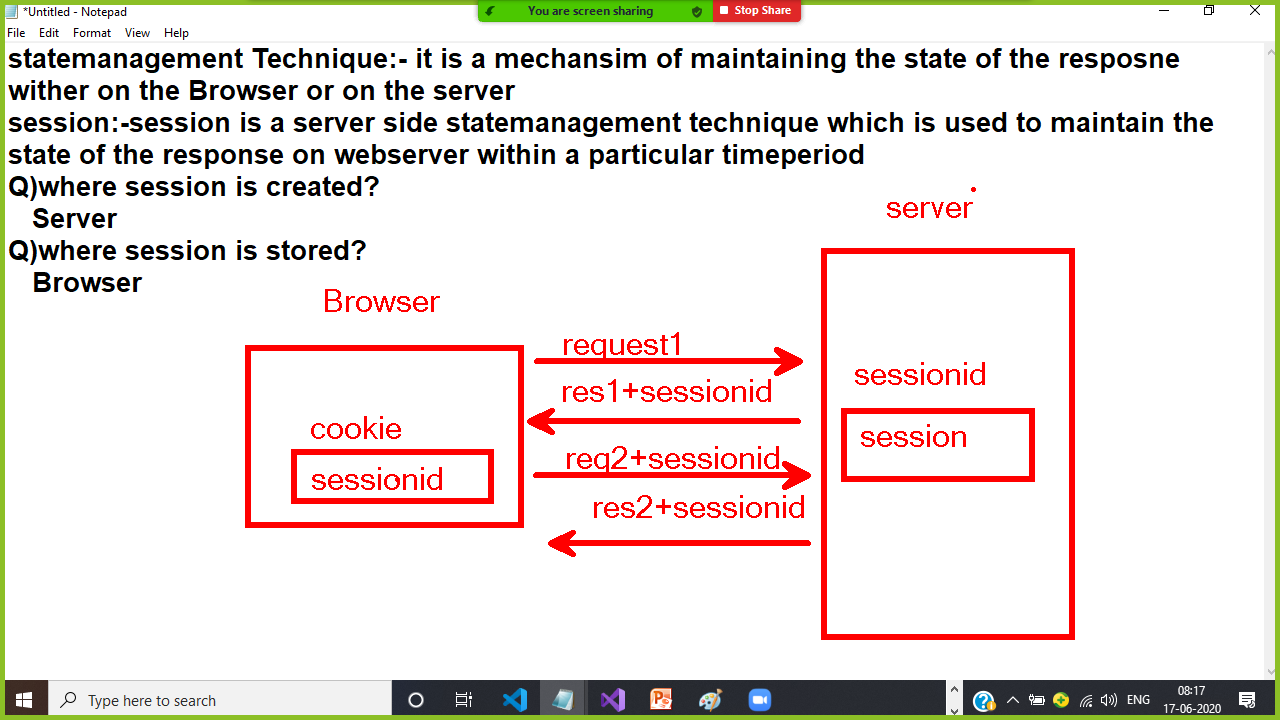 *Untitled - Notepad
You are screen sharing
Stop Share
File Edit Format View Help
statemanagement Technique:- it is a mechansim of maintaining the state of the resposne
wither on the Browser or on the server
session:-session is a server side statemanagement technique which is used to maintain the
state of the response on webserver within a particular timeperiod
Q)where session is created?
Server
Q)where session is stored?
Browser
server
Browser
request1
res1+sessionid
cookie
sessionid
req2+sessionid
res2+sessionid
sessionid
session
Type here to search
ENG
08:17
17-06-2020